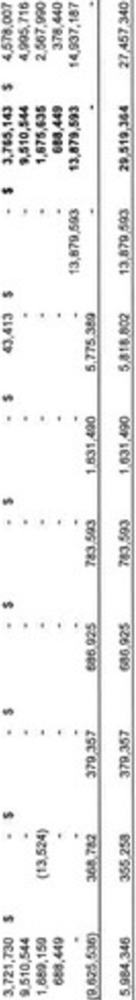 3,721,730 $ - $ - $ - $ - $ - $ 43,413 $ - $ 3,765,143 $ 4,578,007
9,510,544 - - - - - - - 9,510,544 4,995,716
1,689,159 (13,524) - - - - - - 1,675,635 2,567,990
688,449 - - - - - - - 688,449 378,440
- - - - - - - 13,879,593 13,879,593 14,937,187
(9,625,536) 368,782 379,357 686,925 783,593 1,631,490 5,775,389 - - -
5,984,346 355,258 379,357 686,925 783,593 1,631,490 5,818,802 13,879,593 29,519,364 27,457,340